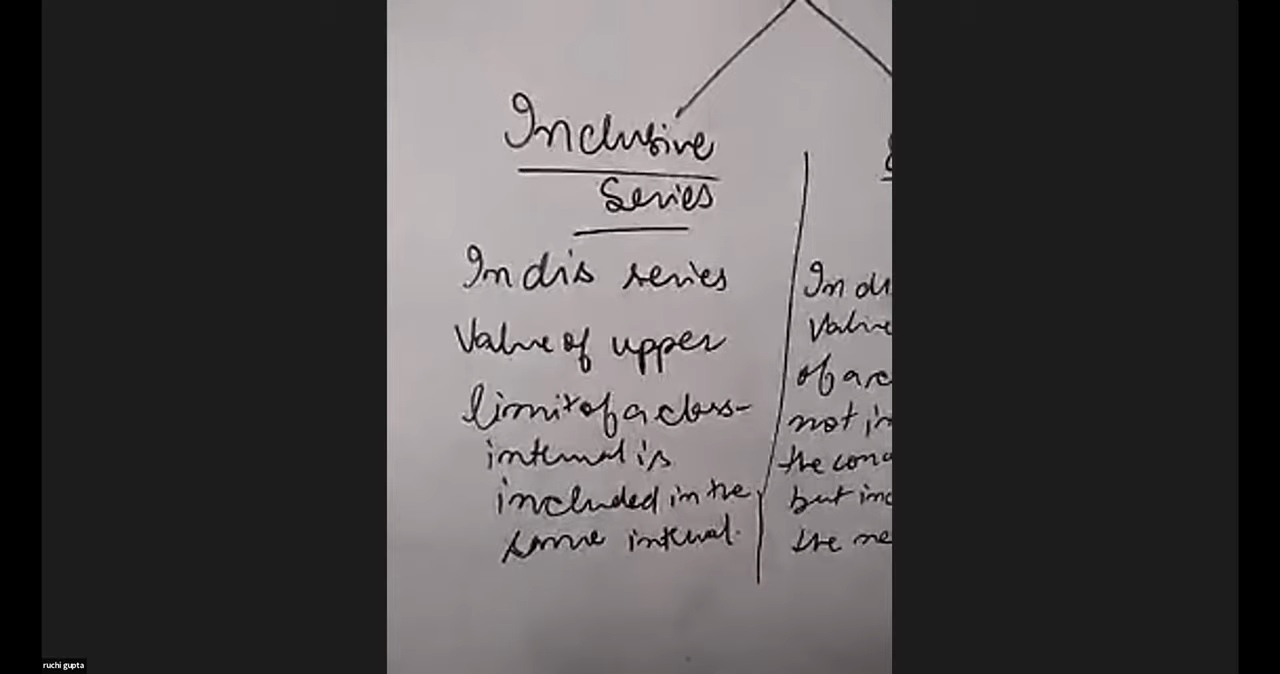 Inclusive
Series
In dis series
Value of upper
limit of a class-
interval is
included in the
same interval.
In
Value
of a
not
the
but
the
ruchi gupta